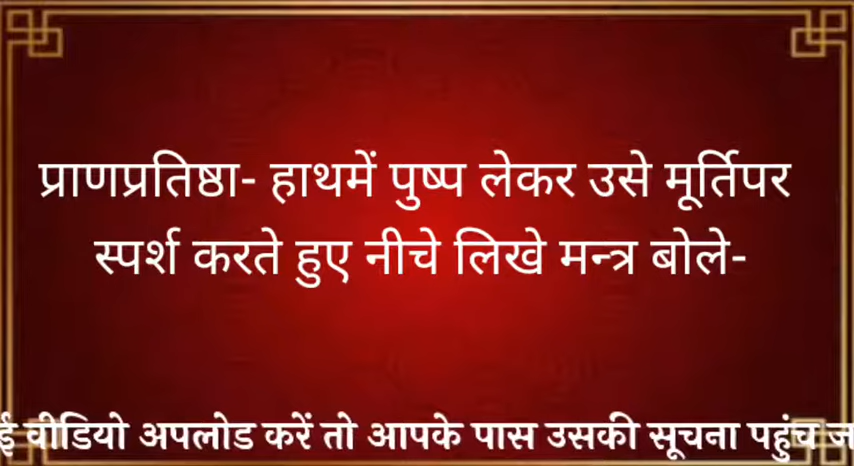 प्राणप्रतिष्ठा- हाथमें पुष्प लेकर उसे मूर्तिपर
स्पर्श करते हुए नीचे लिखे मन्त्र बोले-
वीडियो अपलोड करें तो आपके पास उसकी सूचना पहुंच